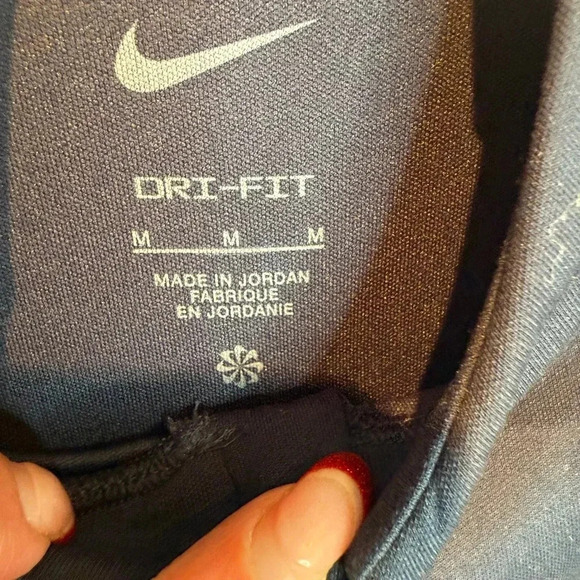 DRI-FIT
M M M
MADE IN JORDAN
FABRIQUE
EN JORDANIE